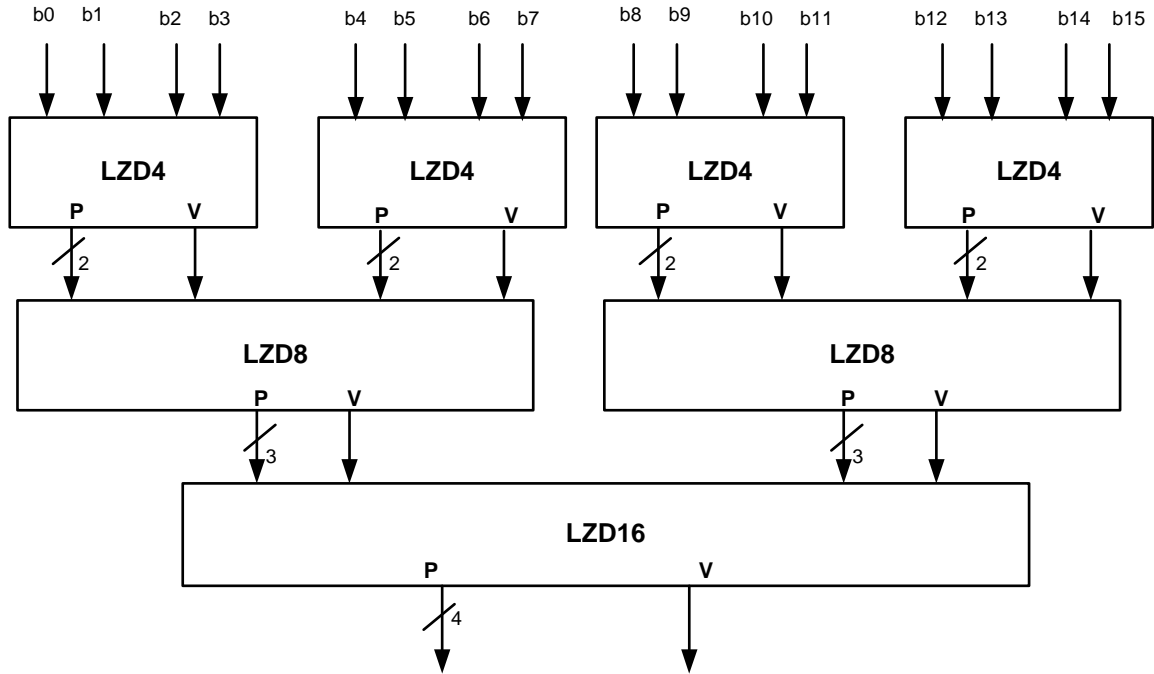 b0 b1 b2 b3 b4 b5 b6 b7 b8 b9 b10 b11 b12 b13 b14 b15
LZD4 LZD4 LZD4 LZD4
P V P V P V P V
2 2 2 2
LZD8 LZD8
P V P V
3 3
LZD16
P V
4